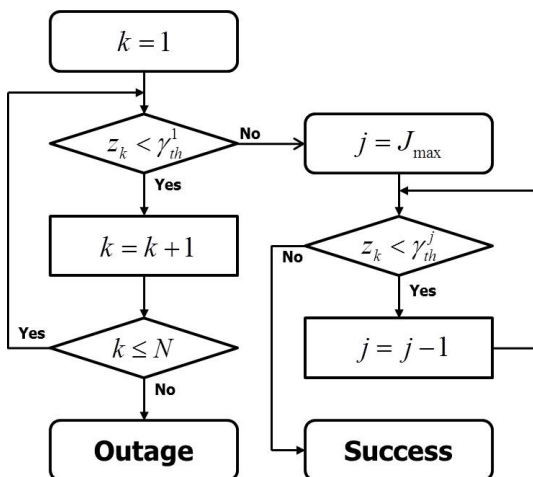 k = 1
z_k < γ_th^1
No
j = J_max
Yes
k = k + 1
z_k < γ_th^j
No
Yes
Yes
k ≤ N
j = j − 1
No
Outage
Success